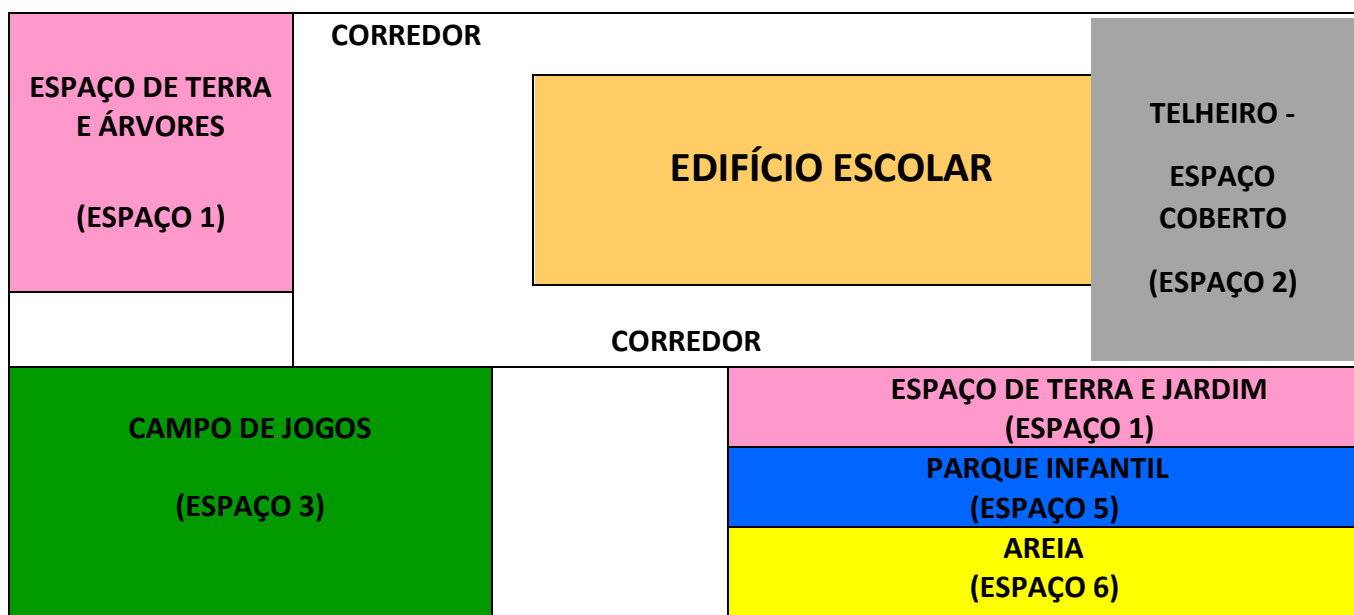 CORREDOR
ESPAÇO DE TERRA
E ÁRVORES
(ESPAÇO 1)
EDIFÍCIO ESCOLAR
TELHEIRO -
ESPAÇO
COBERTO
(ESPAÇO 2)
CORREDOR
CAMPO DE JOGOS
(ESPAÇO 3)
ESPAÇO DE TERRA E JARDIM
(ESPAÇO 1)
PARQUE INFANTIL
(ESPAÇO 5)
AREIA
(ESPAÇO 6)